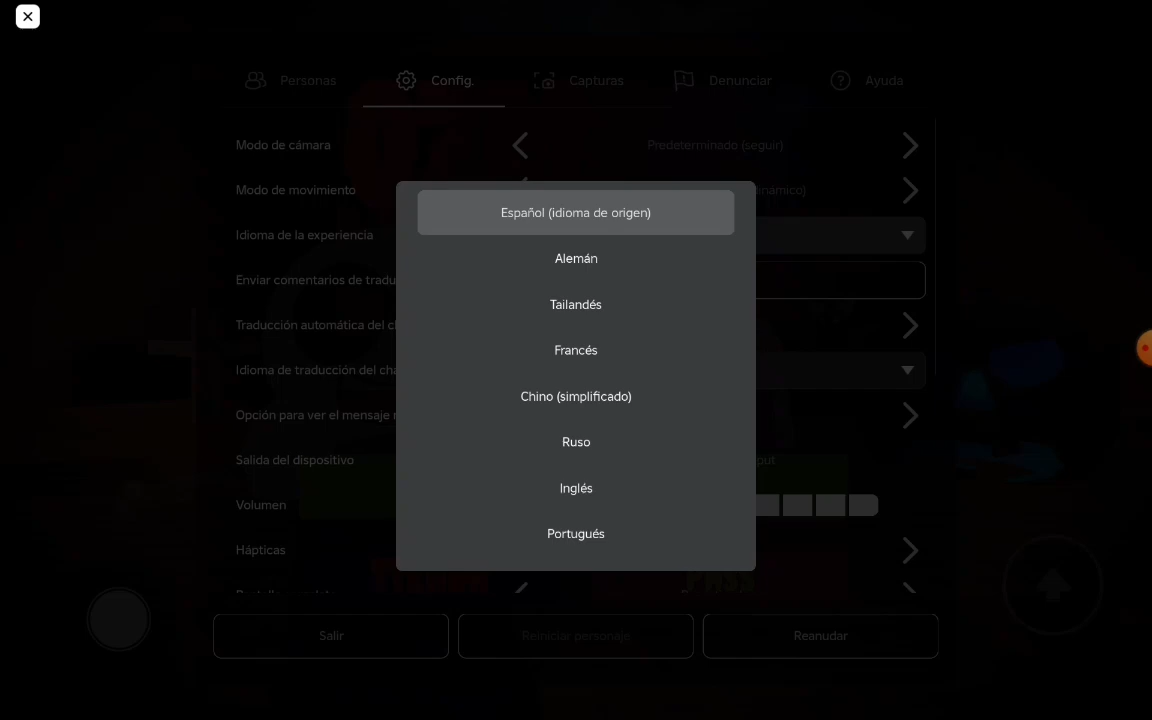 Personas
Config.
Capturas
Denunciar
Ayuda
Modo de cámara
Predeterminado (seguir)
Modo de movimiento
Idioma de la experiencia
Enviar comentarios de tradu
Traducción automática del c
Idioma de traducción del cha
Opción para ver el mensaje
Salida del dispositivo
put
Volumen
Hápticas
Español (idioma de origen)
Alemán
Tailandés
Francés
Chino (simplificado)
Ruso
Inglés
Portugués
Salir
Reiniciar personaje
Reanudar